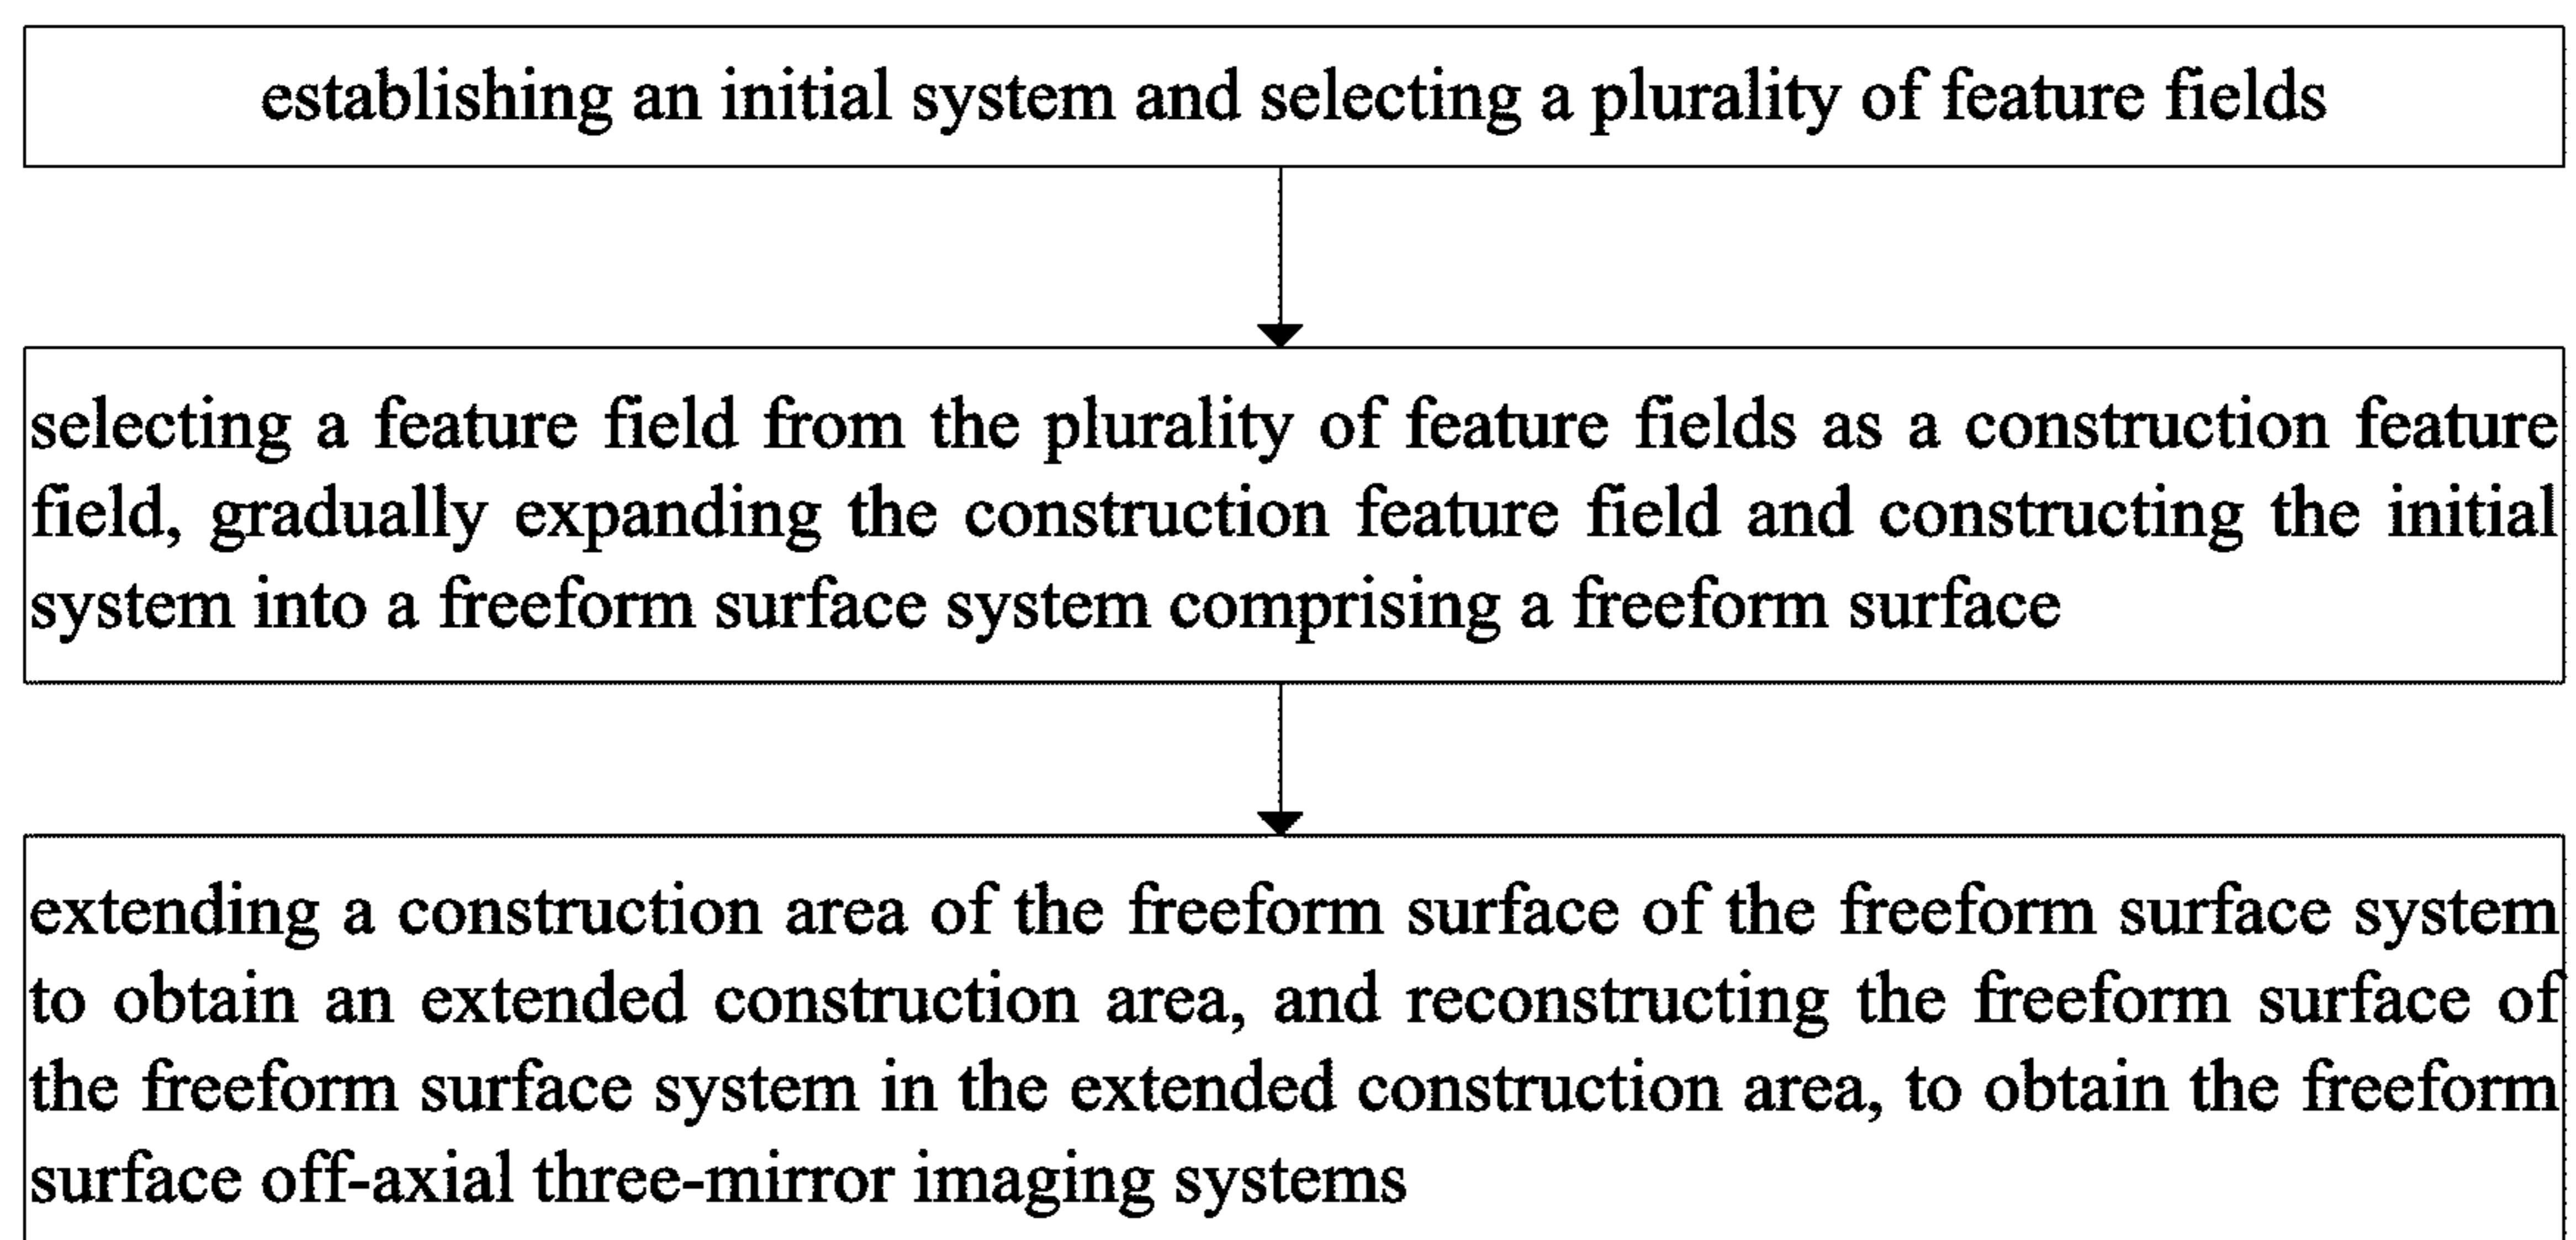 establishing an initial system and selecting a plurality of feature fields
selecting a feature field from the plurality of feature fields as a construction feature
field, gradually expanding the construction feature field and constructing the initial
system into a freeform surface system comprising a freeform surface
extending a construction area of the freeform surface of the freeform surface system
to obtain an extended construction area, and reconstructing the freeform surface of
the freeform surface system in the extended construction area, to obtain the freeform
surface off-axial three-mirror imaging systems